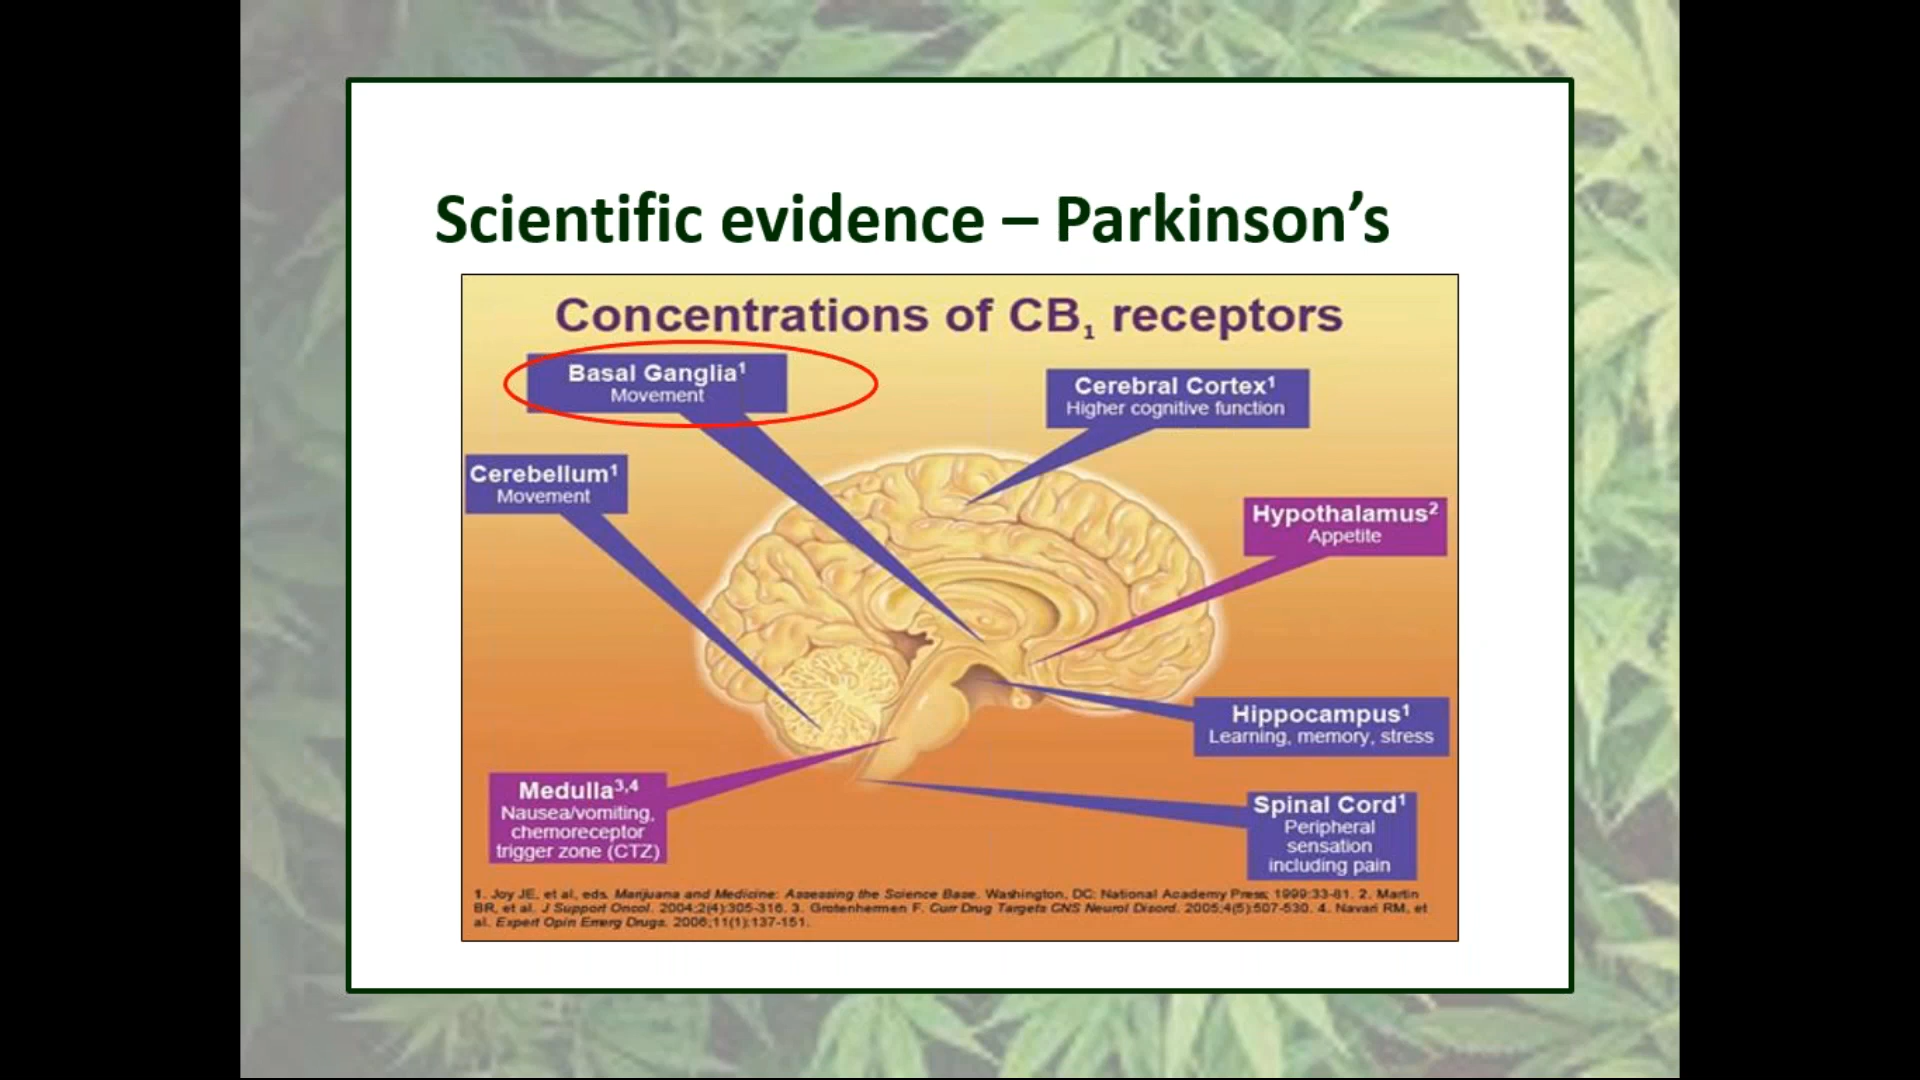 Scientific evidence – Parkinson’s
Concentrations of CB₁ receptors
Basal Ganglia¹
Movement
Cerebral Cortex¹
Higher cognitive function
Cerebellum¹
Movement
Hypothalamus²
Appetite
Hippocampus¹
Learning, memory, stress
Medulla³,⁴
Nausea/vomiting,
chemoreceptor
trigger zone (CTZ)
Spinal Cord¹
Peripheral
sensation
including pain
1. Joy JE, et al, eds. Marijuana and Medicine: Assessing the Science Base. Washington, DC: National Academy Press; 1999:33-81. 2. Martin
BR, et al. J Support Oncol. 2004;2(4):305-316. 3. Grotenhermen F. Curr Drug Targets CNS Neurol Disord. 2005;4(5):507-530. 4. Navari RM, et
al. Expert Opin Emerg Drugs. 2006;11(1):137-151.